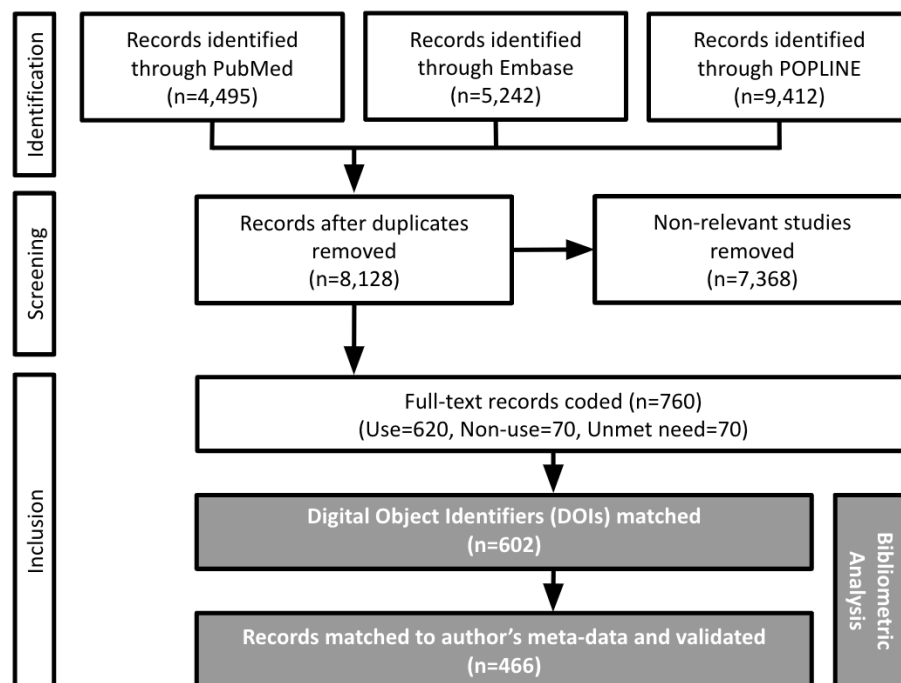 Identification
Records identified
through PubMed
(n=4,495)
Records identified
through Embase
(n=5,242)
Records identified
through POPLINE
(n=9,412)
Screening
Records after duplicates
removed
(n=8,128)
Non-relevant studies
removed
(n=7,368)
Inclusion
Full-text records coded (n=760)
(Use=620, Non-use=70, Unmet need=70)
Digital Object Identifiers (DOIs) matched
(n=602)
Bibliometric
Analysis
Records matched to author's meta-data and validated
(n=466)